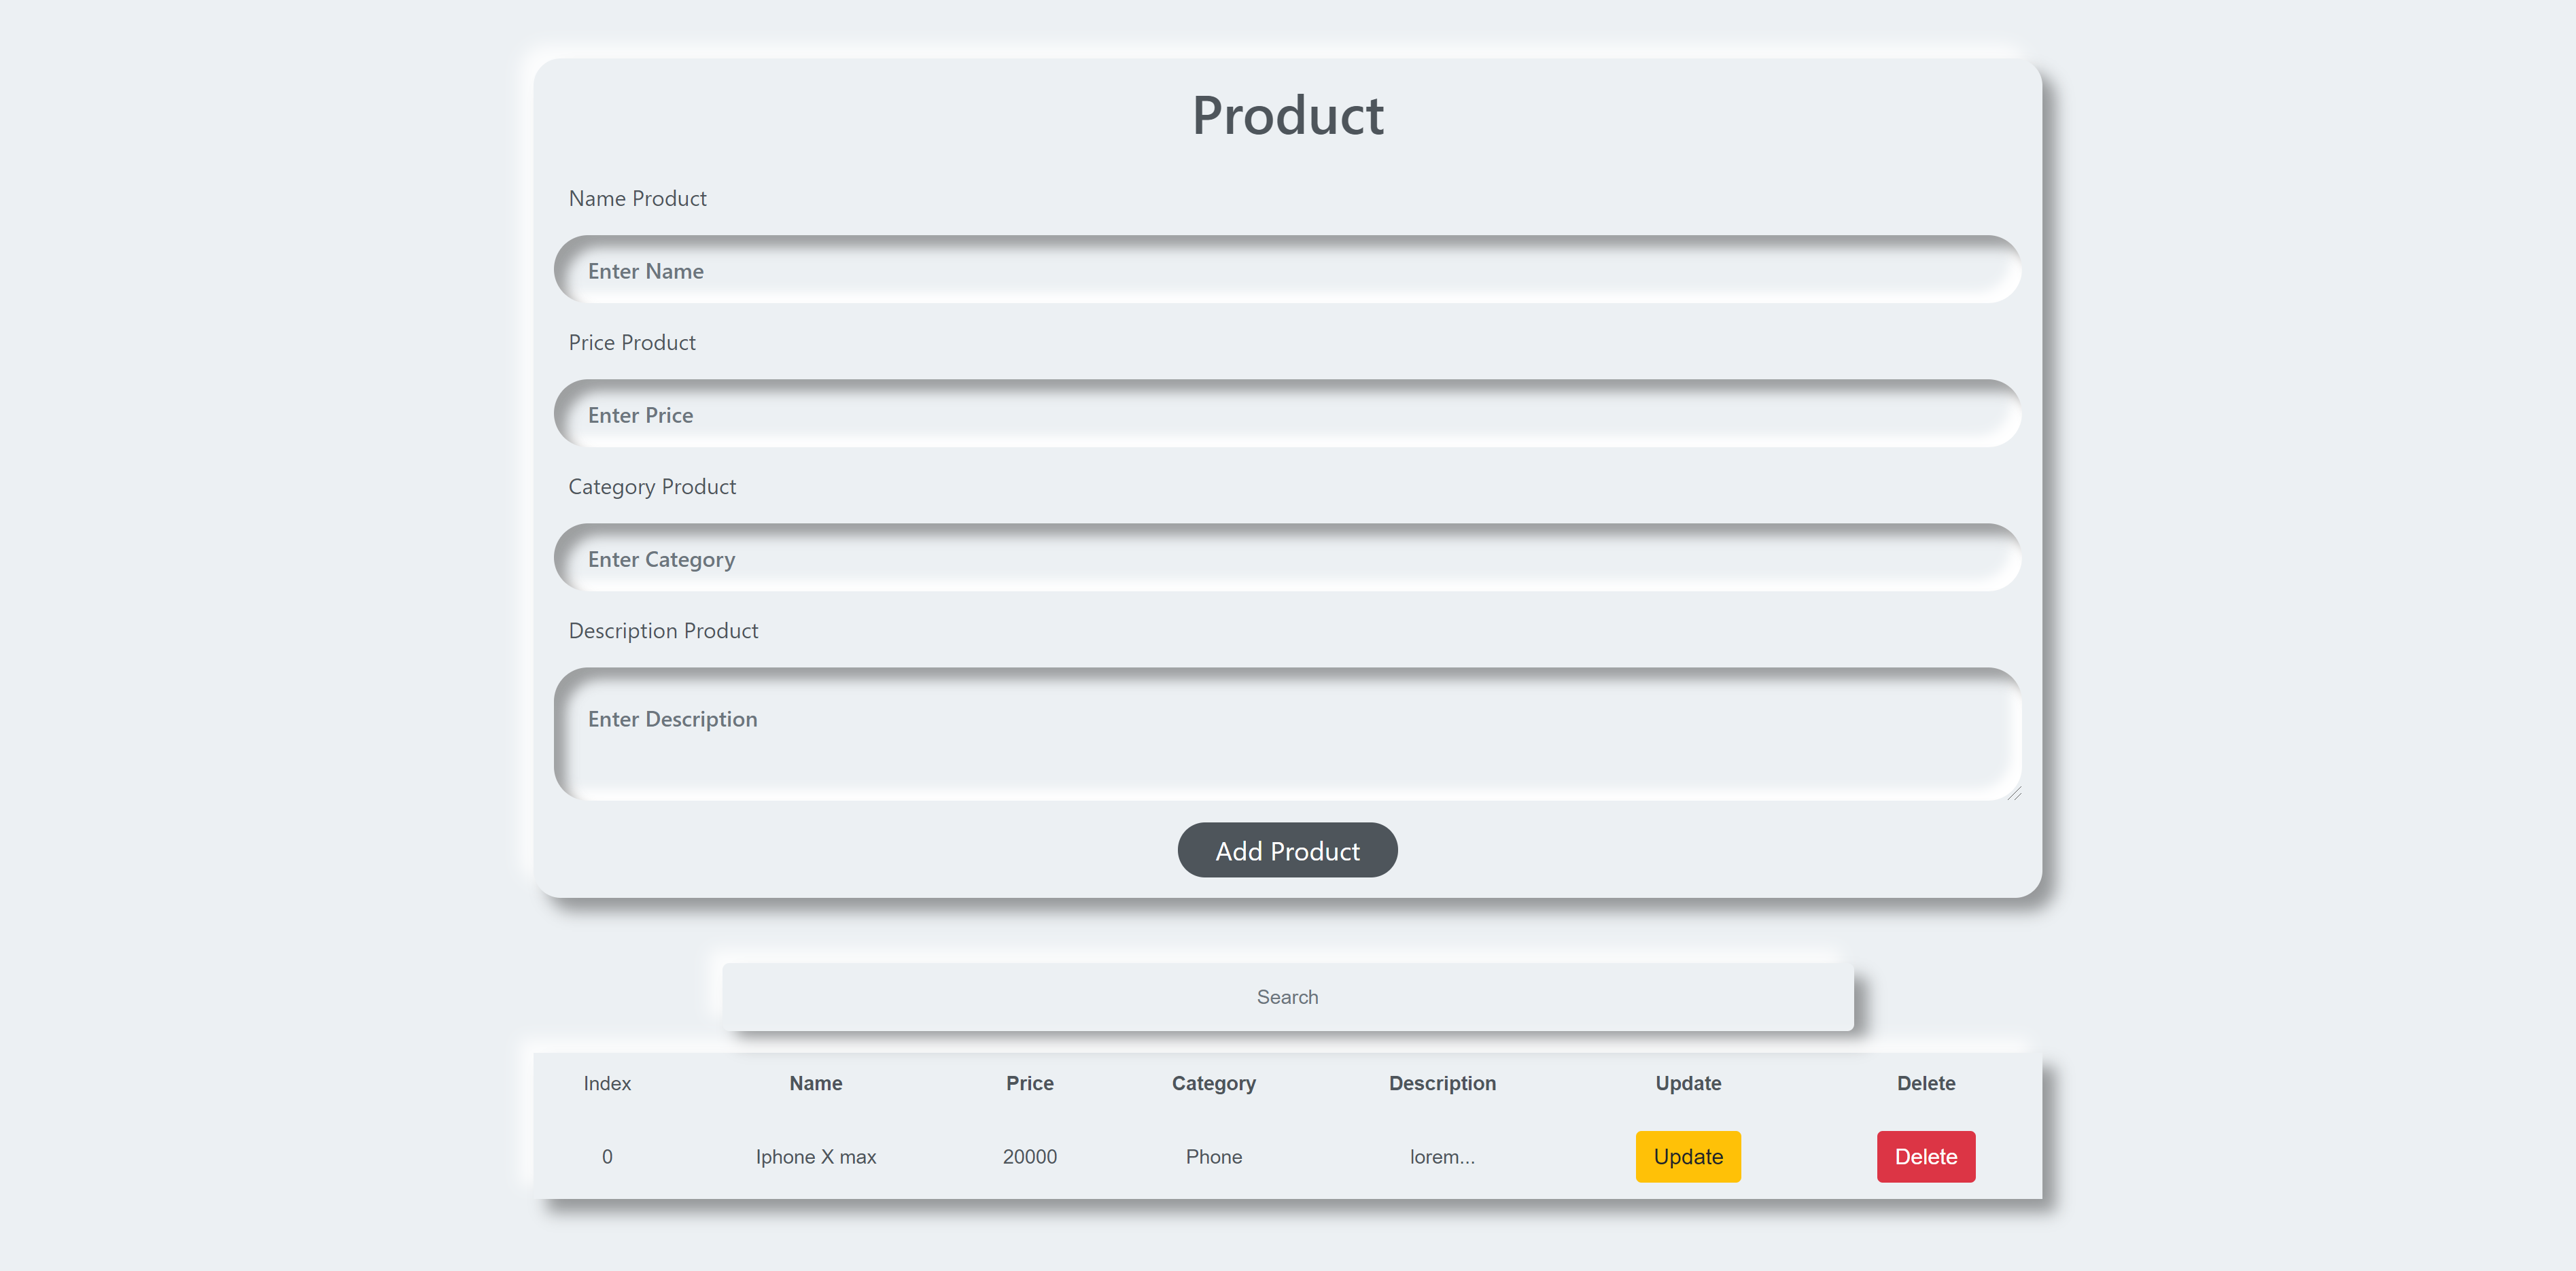 Product
Name Product
Enter Name
Price Product
Enter Price
Category Product
Enter Category
Description Product
Enter Description
Add Product
Search
Index Name Price Category Description Update Delete
0 Iphone X max 20000 Phone lorem... Update Delete